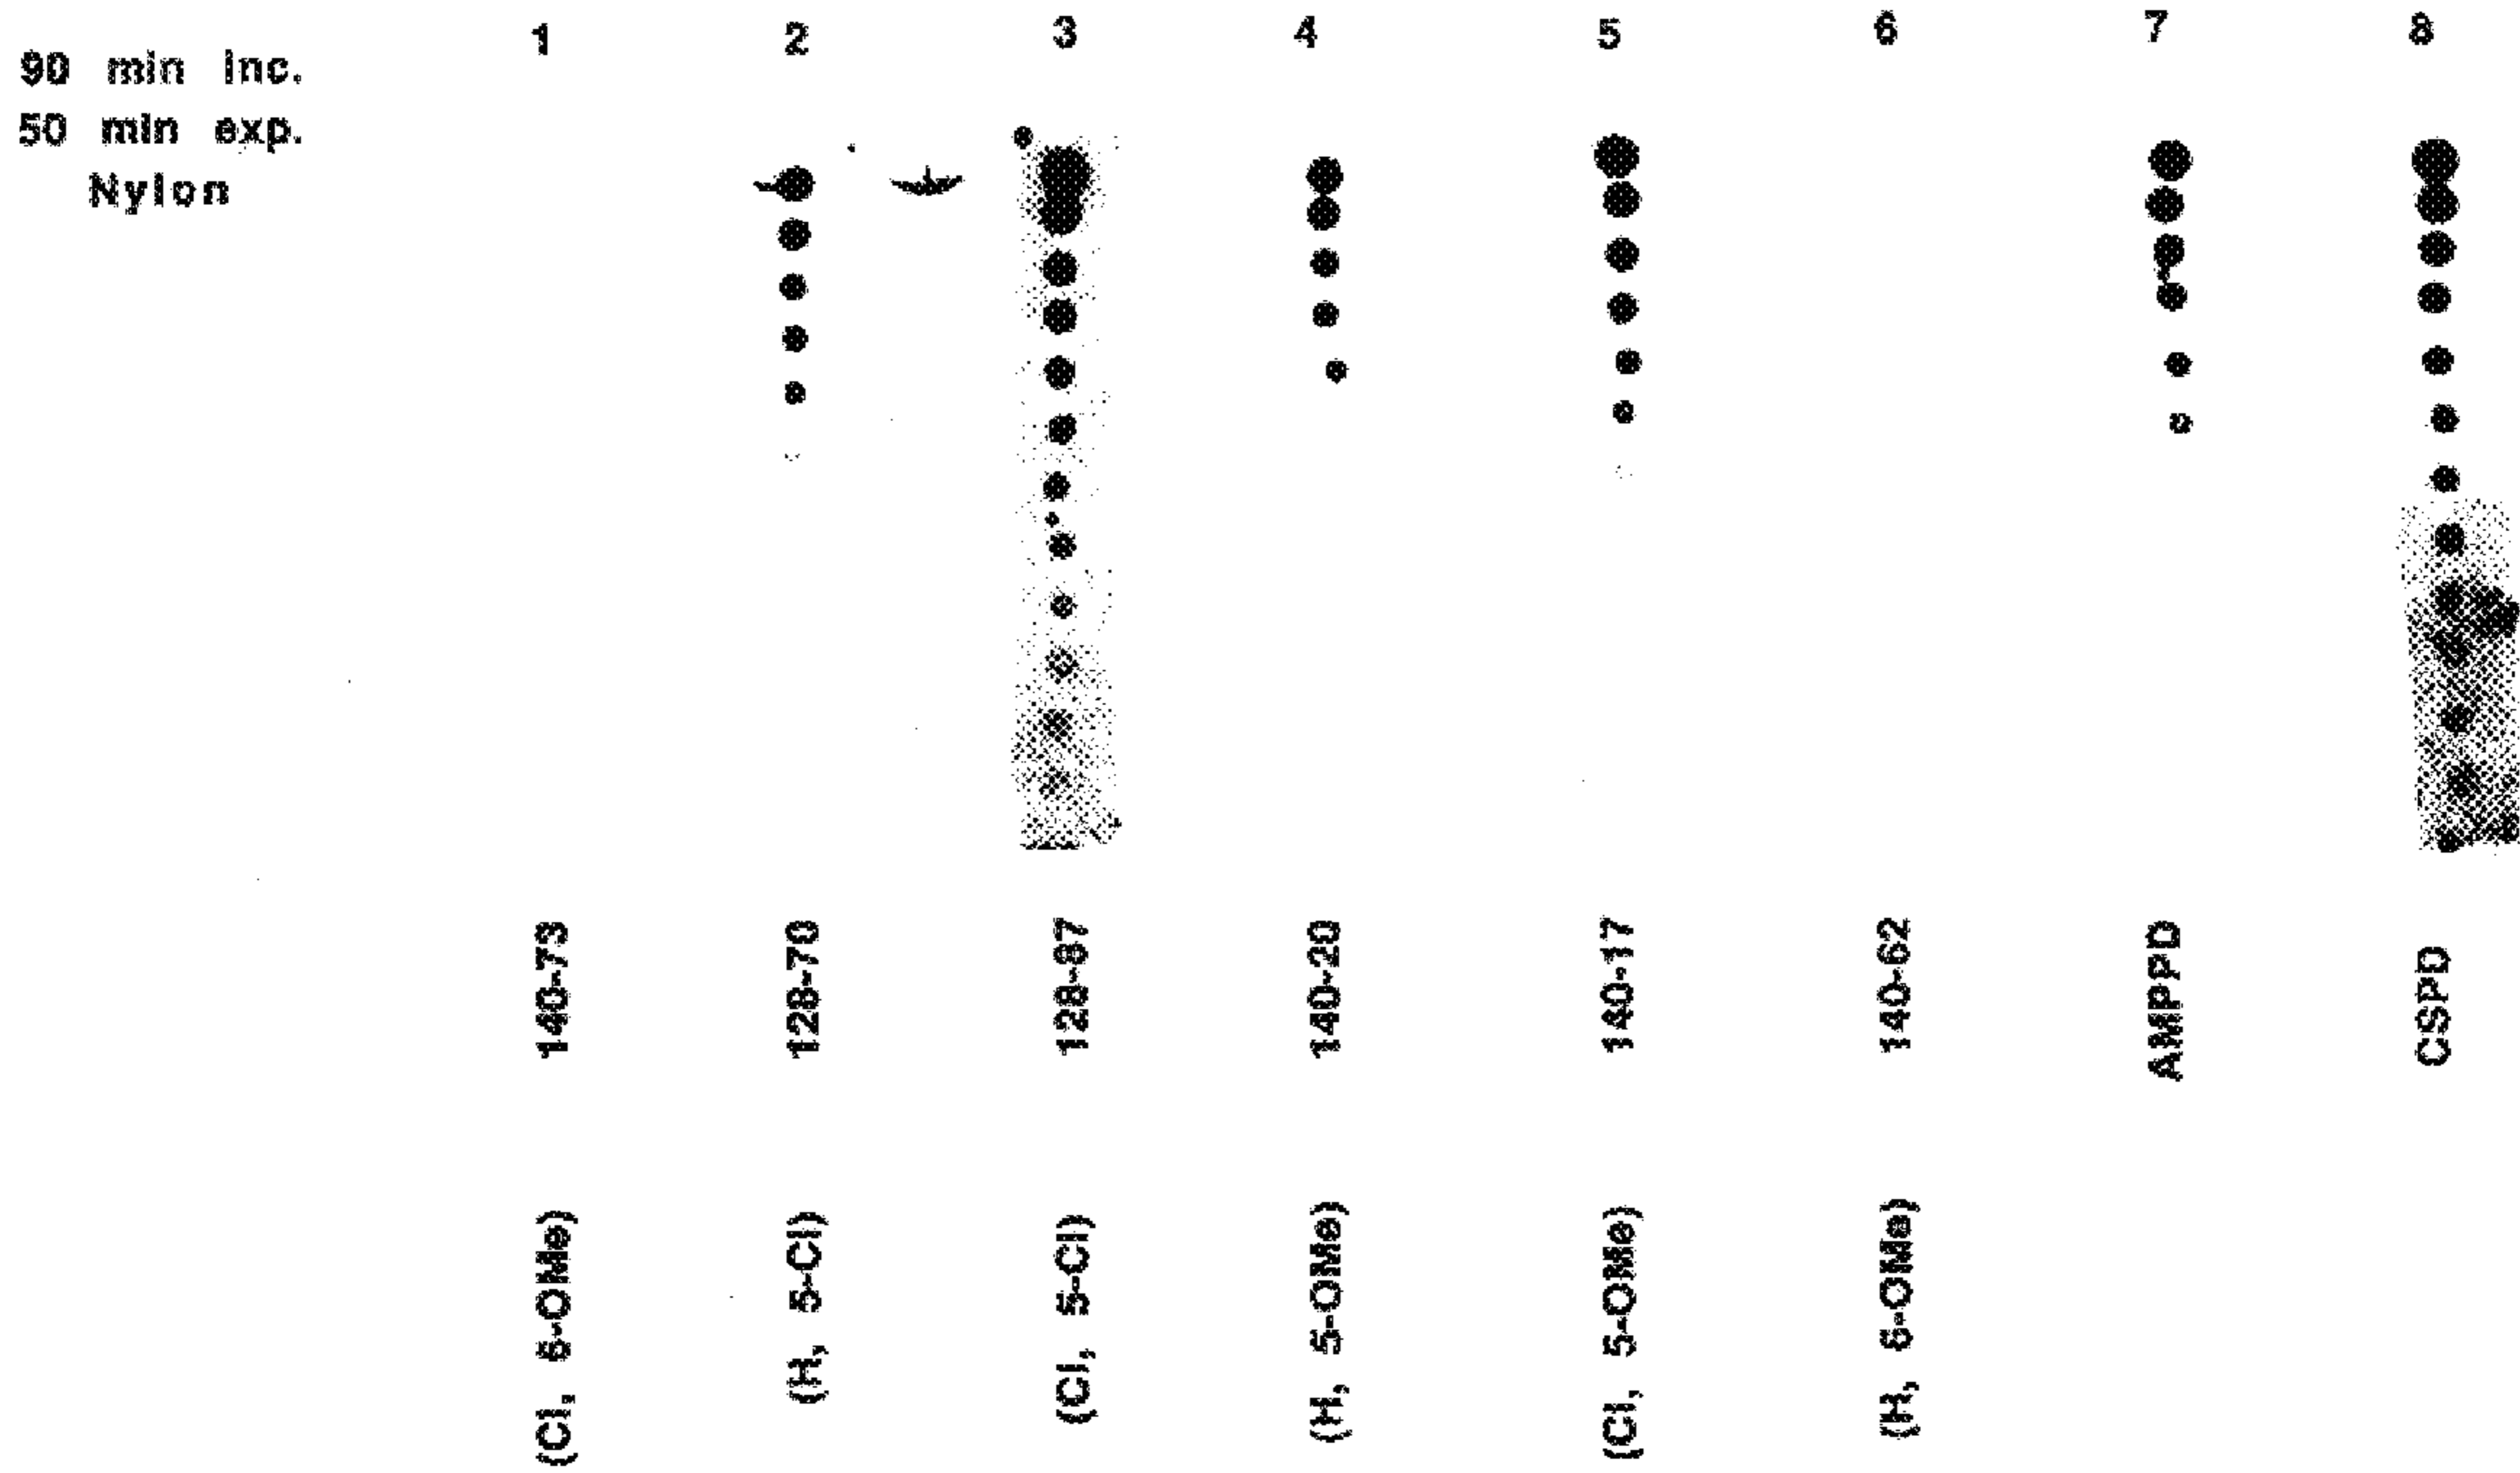 1 2 3 4 5 6 7 8
90 min inc.
50 min exp.
Nylon
140-73
128-70
128-87
140-20
140-17
140-62
AMPPD
CSPD
(Cl, 6-OMe)
(H, 5-Cl)
(Cl, 5-Cl)
(H, 5-OMe)
(Cl, 5-OMe)
(H, 6-OMe)